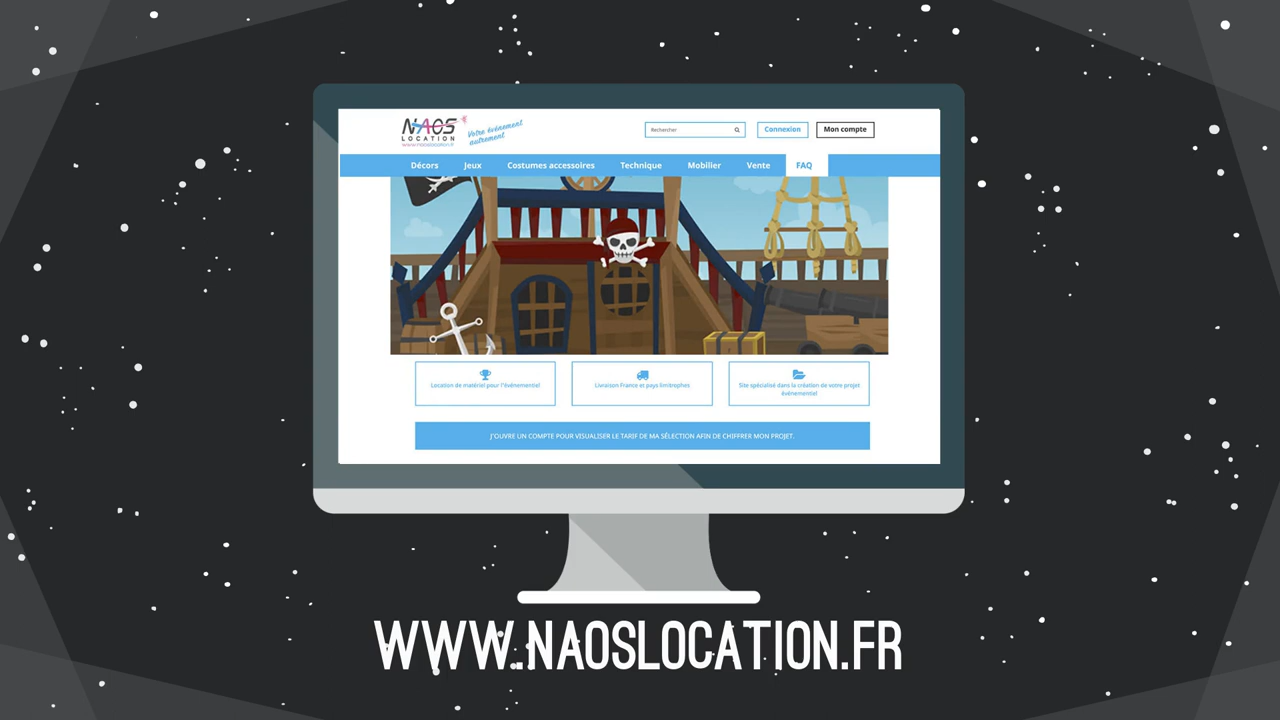 NAOS
LOCATION
www.naoslocation.fr
Votre événement
autrement
Rechercher
Connexion
Mon compte
Décors
Jeux
Costumes accessoires
Technique
Mobilier
Vente
FAQ
Location de matériel pour l'événementiel
Livraison France et pays limitrophes
Site spécialisé dans la création de votre projet
événementiel
J'OUVRE UN COMPTE POUR VISUALISER LE TARIF DE MA SÉLECTION AFIN DE CHIFFRER MON PROJET.
WWW.NAOSLOCATION.FR